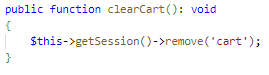 public function clearCart(): void
{
    $this->getSession()->remove('cart');
}